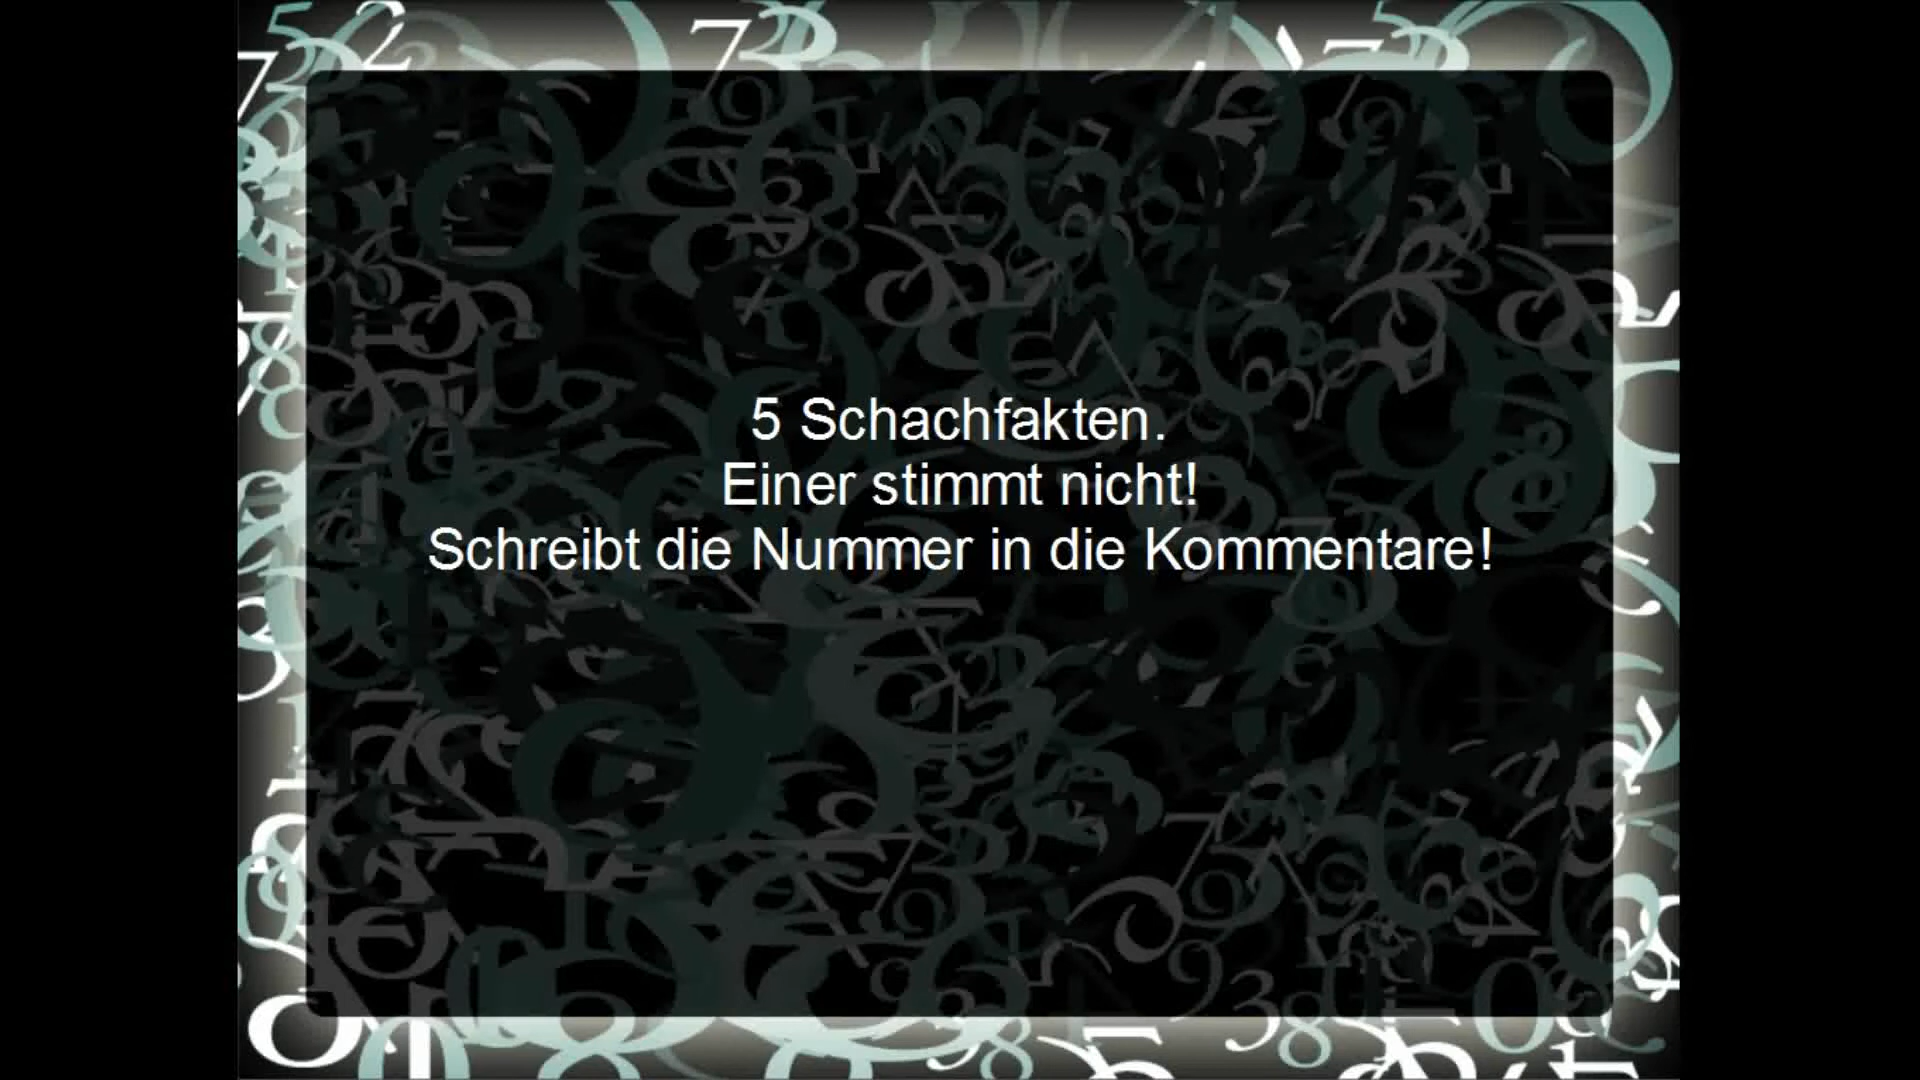 5 Schachfakten.
Einer stimmt nicht!
Schreibt die Nummer in die Kommentare!